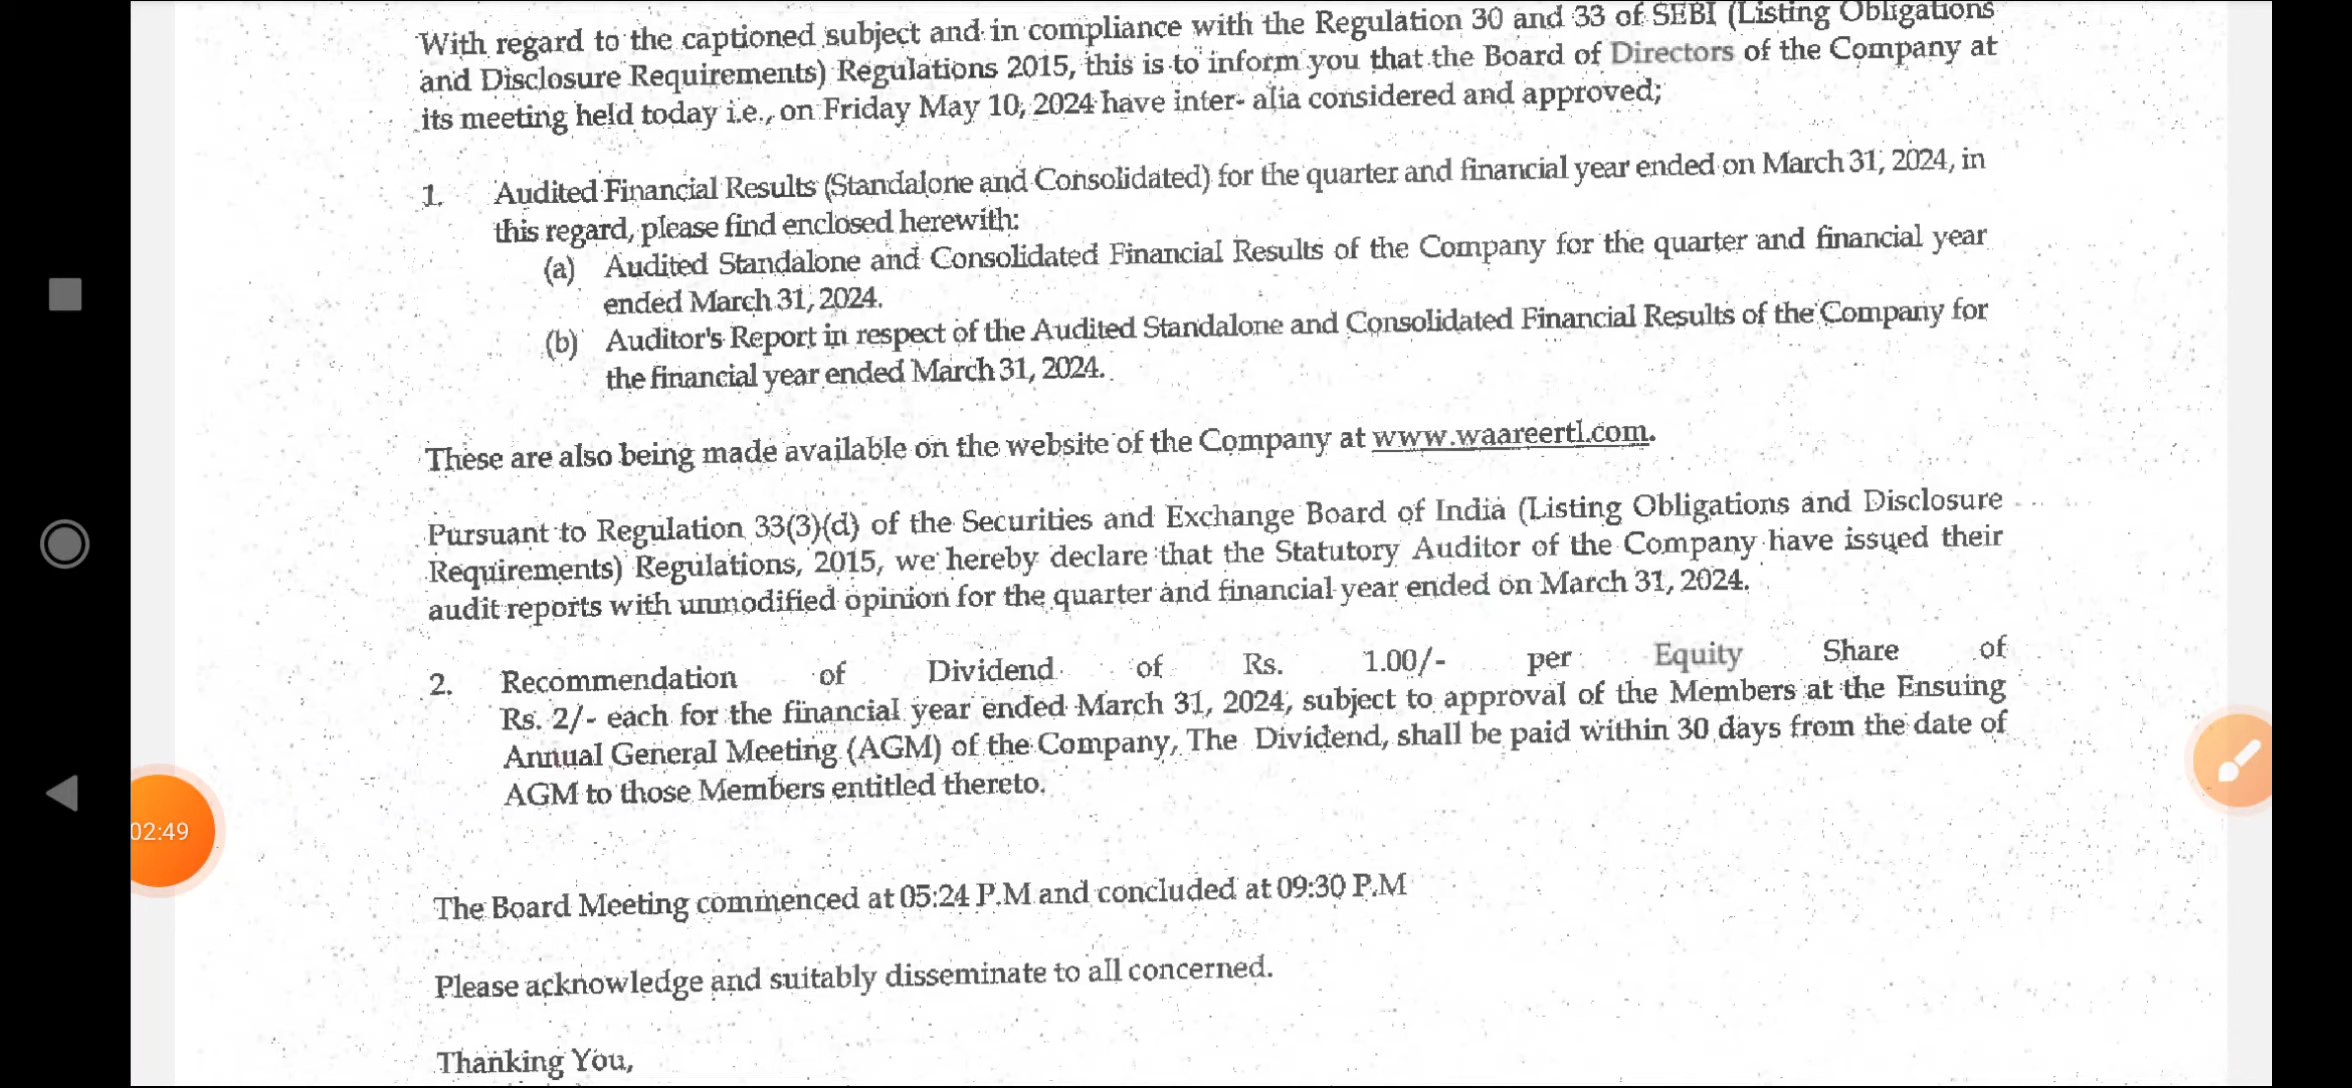 With regard to the captioned subject and in compliance with the Regulation 30 and 33 of SEBI (Listing Obligations
and Disclosure Requirements) Regulations 2015, this is to inform you that the Board of Directors of the Company at
its meeting held today i.e., on Friday May 10, 2024 have inter- alia considered and approved;
1. Audited Financial Results (Standalone and Consolidated) for the quarter and financial year ended on March 31, 2024, in
this regard, please find enclosed herewith:
(a) Audited Standalone and Consolidated Financial Results of the Company for the quarter and financial year
ended March 31, 2024.
(b) Auditor's Report in respect of the Audited Standalone and Consolidated Financial Results of the Company for
the financial year ended March 31, 2024.
These are also being made available on the website of the Company at www.waareertl.com.
Pursuant to Regulation 33(3)(d) of the Securities and Exchange Board of India (Listing Obligations and Disclosure
Requirements) Regulations, 2015, we hereby declare that the Statutory Auditor of the Company have issued their
audit reports with unmodified opinion for the quarter and financial year ended on March 31, 2024.
2. Recommendation of Dividend of Rs. 1.00/- per Equity Share of
Rs. 2/- each for the financial year ended March 31, 2024, subject to approval of the Members at the Ensuing
Annual General Meeting (AGM) of the Company, The Dividend, shall be paid within 30 days from the date of
AGM to those Members entitled thereto.
02:49
The Board Meeting commenced at 05:24 P.M and concluded at 09:30 P.M
Please acknowledge and suitably disseminate to all concerned.
Thanking You,